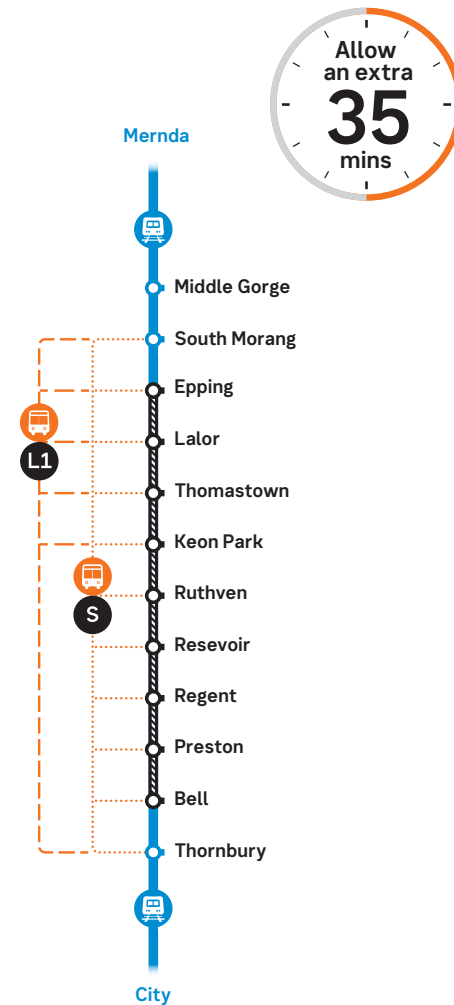 Allow
an extra
35
mins
Mernda
Middle Gorge
South Morang
Epping
Lalor
L1
Thomastown
Keon Park
Ruthven
S
Resevoir
Regent
Preston
Bell
Thornbury
City